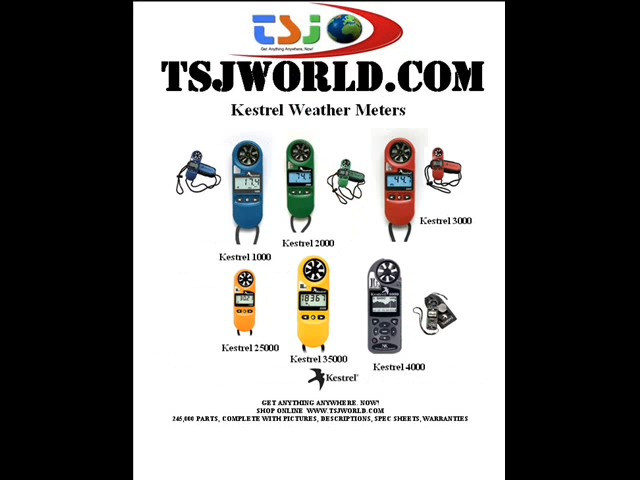 TSJ
Get Anything Anywhere, Now!
TSJWORLD.COM
Kestrel Weather Meters
Kestrel 3000
Kestrel 2000
Kestrel 1000
Kestrel 25000
Kestrel 35000
Kestrel 4000
Kestrel
GET ANYTHING ANYWHERE. NOW!
SHOP ONLINE WWW.TSJWORLD.COM
245,000 PARTS, COMPLETE WITH PICTURES, DESCRIPTIONS, SPEC SHEETS, WARRANTIES